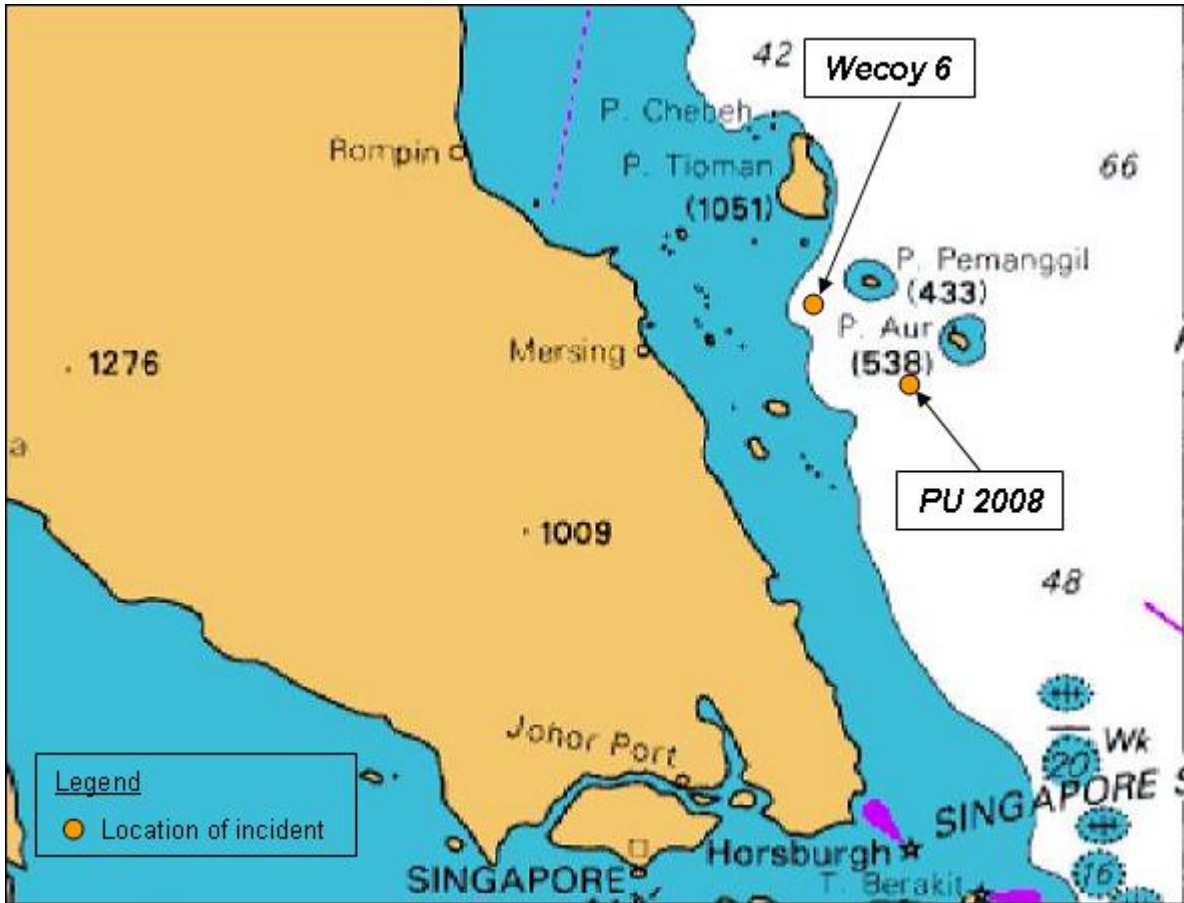 42
Wecoy 6
P. Chebeh
Rompin
P. Tioman
(1051)
66
P. Pemanggil
(433)
P. Aur
(538)
Mersing
1276
a
PU 2008
1009
48
Johor Port
Wk
20
SINGAPORE S
Legend
Location of incident
Horsburgh
SINGAPORE
T. Berakit
16